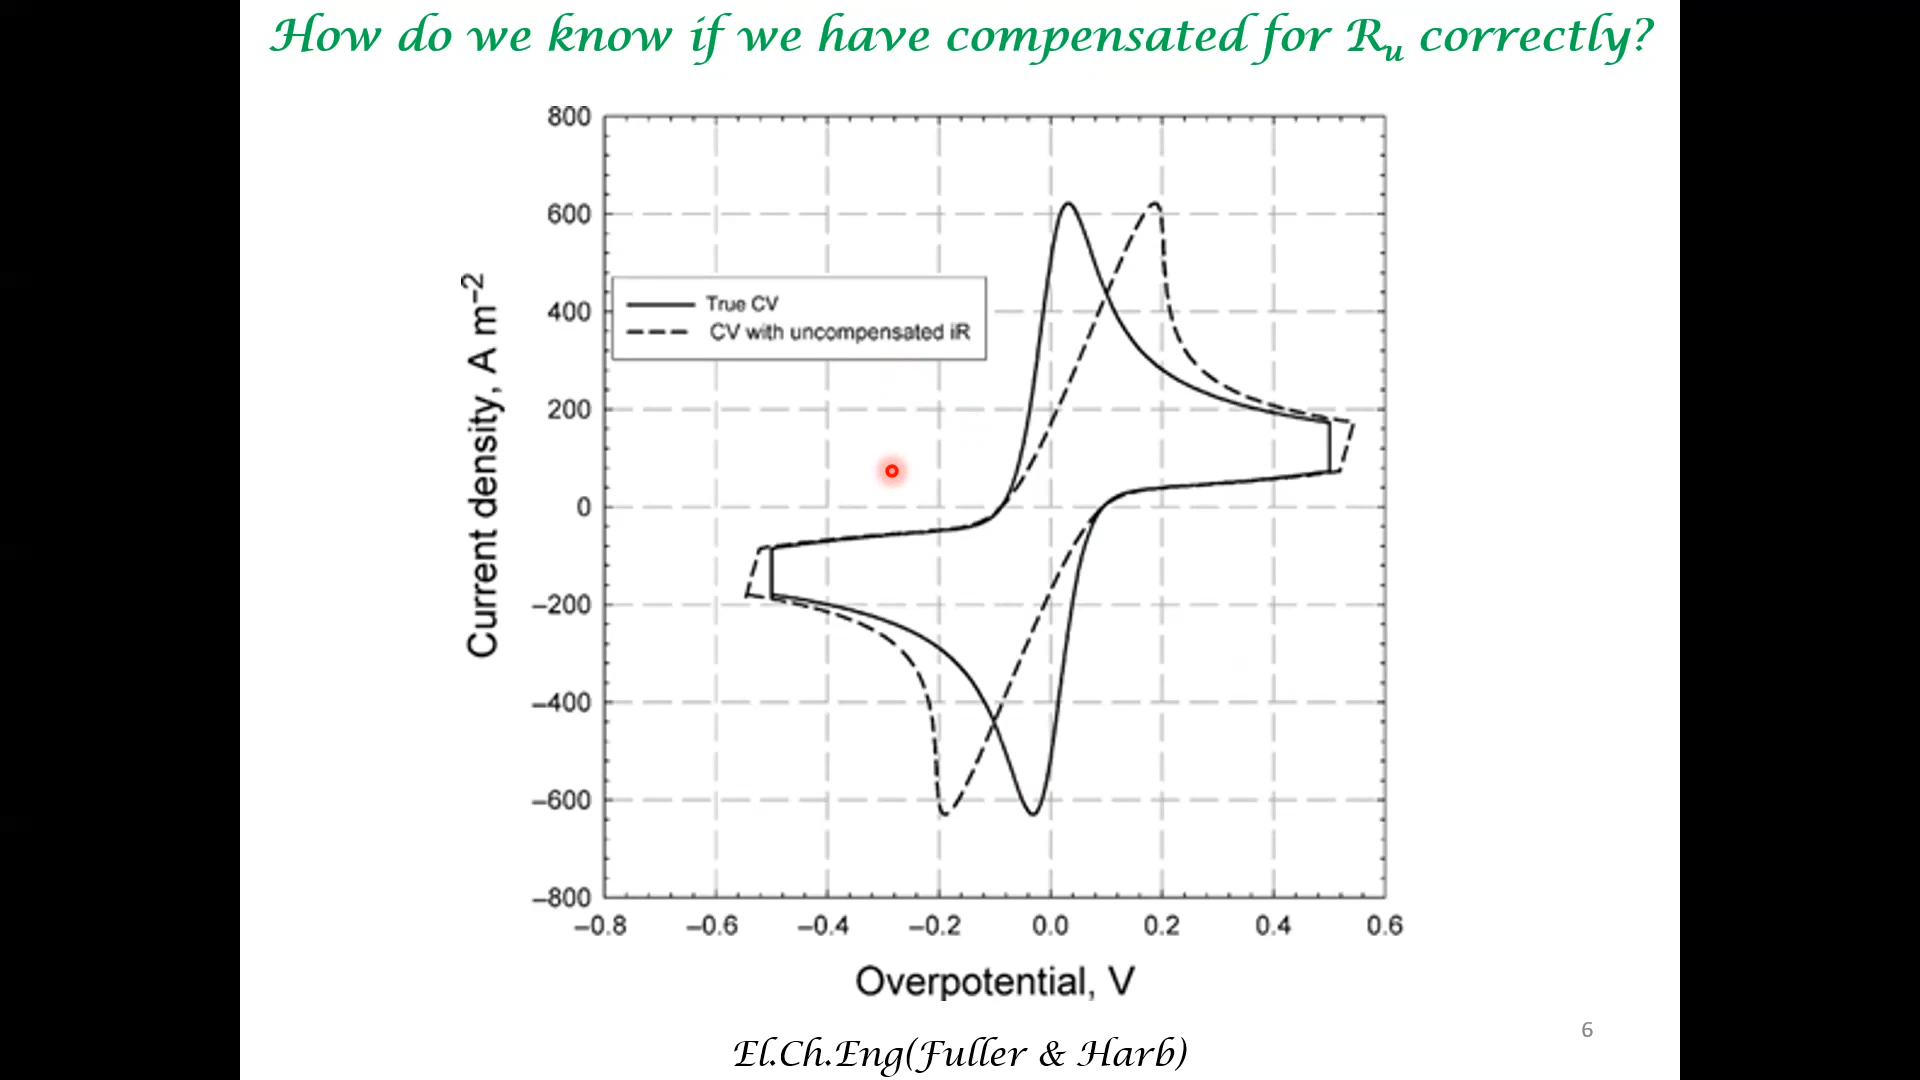 How do we know if we have compensated for Ru correctly?
800
600
400
200
0
−200
−400
−600
−800
Current density, A m−2
True CV
CV with uncompensated iR
−0.8 −0.6 −0.4 −0.2 0.0 0.2 0.4 0.6
Overpotential, V
El.Ch.Eng(Fuller & Harb)
6